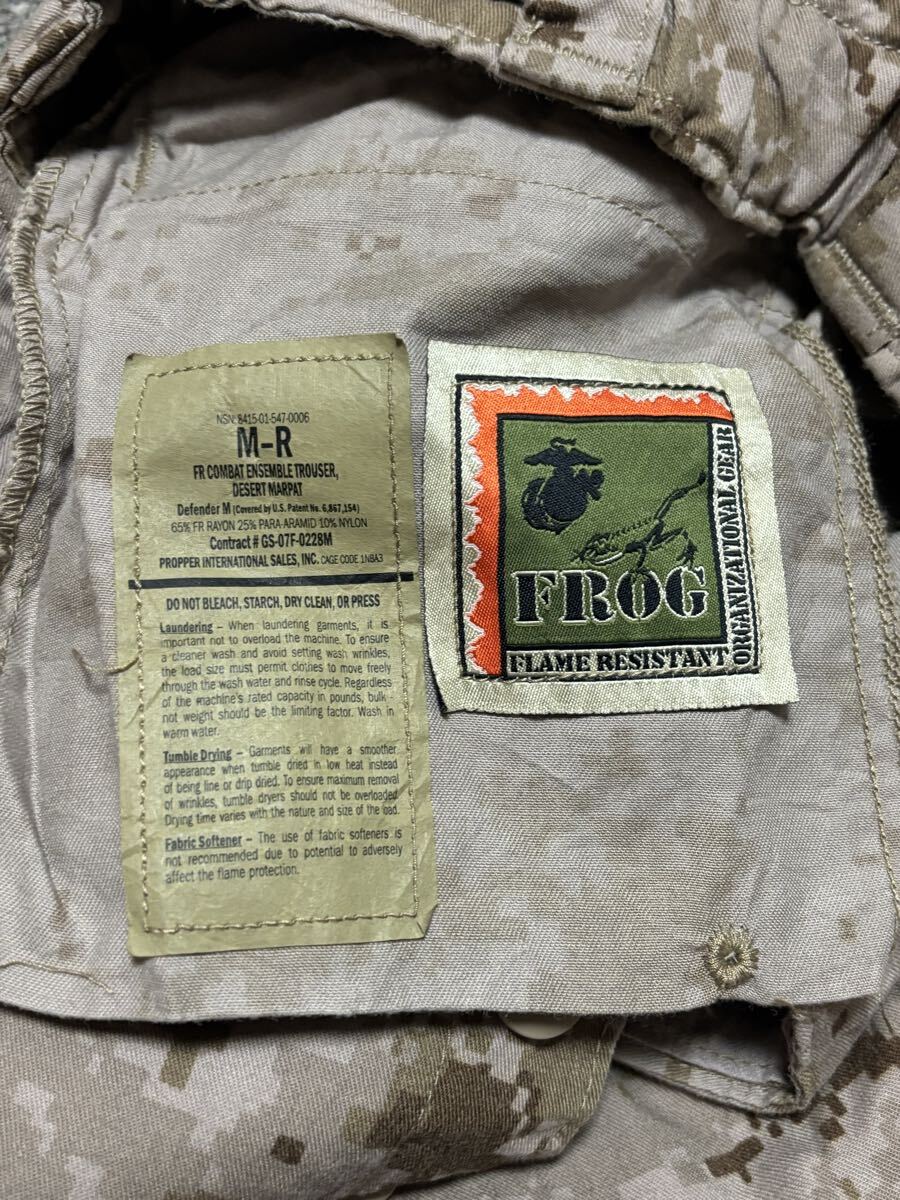 NSN: 8415-01-547-0006
M-R
FR COMBAT ENSEMBLE TROUSER,
DESERT MARPAT
Defender M (Covered by U.S. Patent No. 6,867,154)
65% FR RAYON 25% PARA-ARAMID 10% NYLON
Contract # GS-07F-0228M
PROPPER INTERNATIONAL SALES, INC. CAGE CODE 1N8A3
DO NOT BLEACH, STARCH, DRY CLEAN, OR PRESS
Laundering – When laundering garments, it is
important not to overload the machine. To ensure
a cleaner wash and avoid setting wash wrinkles,
the load size must permit clothes to move freely
through the wash water and rinse cycle. Regardless
of the machine's rated capacity in pounds, bulk -
not weight should be the limiting factor. Wash in
warm water.
Tumble Drying – Garments will have a smoother
appearance when tumble dried in low heat instead
of being line or drip dried. To ensure maximum removal
of wrinkles, tumble dryers should not be overloaded.
Drying time varies with the nature and size of the load.
Fabric Softener – The use of fabric softeners is
not recommended due to potential to adversely
affect the flame protection.
FROG
FLAME RESISTANT
ORGANIZATIONAL GEAR